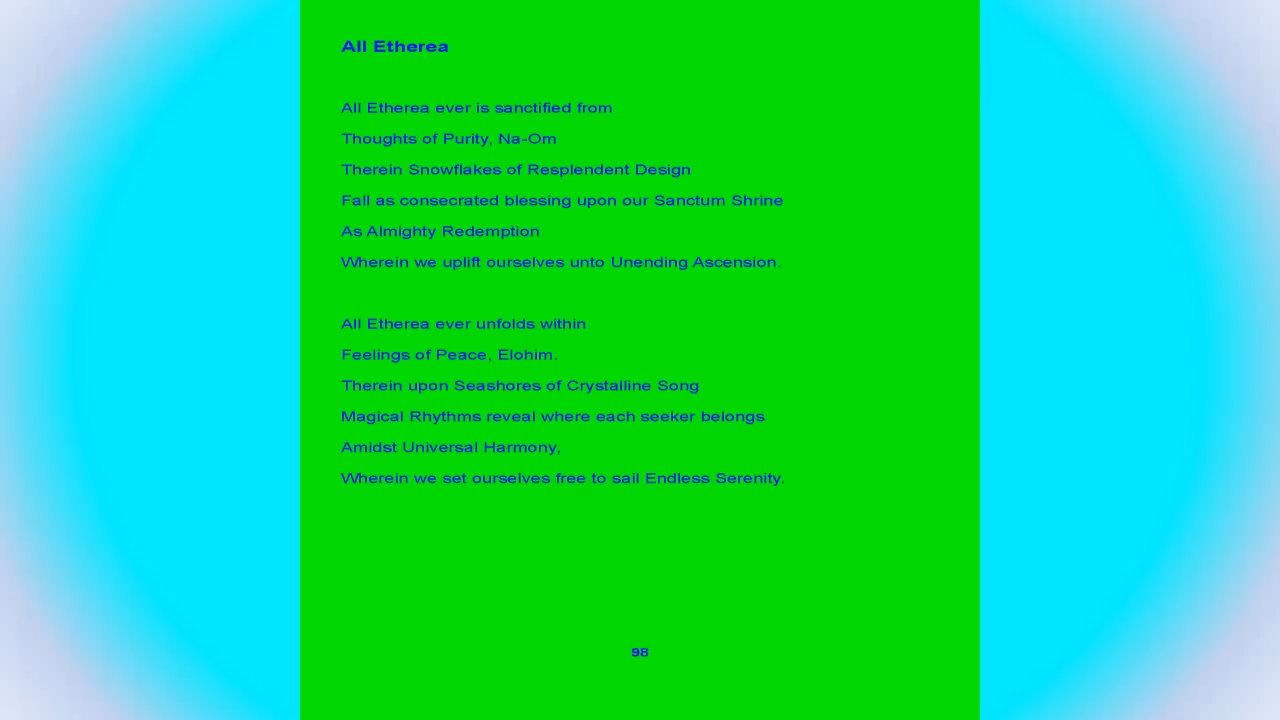 All Etherea
All Etherea ever is sanctified from
Thoughts of Purity, Na-Om
Therein Snowflakes of Resplendent Design
Fall as consecrated blessing upon our Sanctum Shrine
As Almighty Redemption
Wherein we uplift ourselves unto Unending Ascension.
All Etherea ever unfolds within
Feelings of Peace, Elohim.
Therein upon Seashores of Crystalline Song
Magical Rhythms reveal where each seeker belongs
Amidst Universal Harmony,
Wherein we set ourselves free to sail Endless Serenity.
98